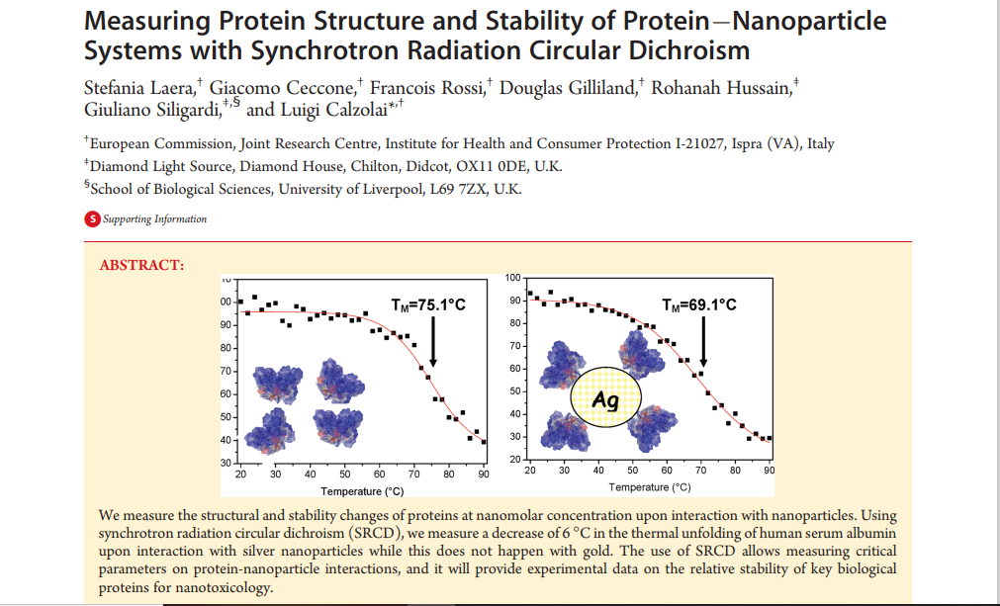 Measuring Protein Structure and Stability of Protein−Nanoparticle
Systems with Synchrotron Radiation Circular Dichroism
Stefania Laera,† Giacomo Ceccone,† Francois Rossi,† Douglas Gilliland,† Rohanah Hussain,‡
Giuliano Siligardi,‡,§ and Luigi Calzolai*,†
†European Commission, Joint Research Centre, Institute for Health and Consumer Protection I-21027, Ispra (VA), Italy
‡Diamond Light Source, Diamond House, Chilton, Didcot, OX11 0DE, U.K.
§School of Biological Sciences, University of Liverpool, L69 7ZX, U.K.
S Supporting Information
ABSTRACT:
TM=75.1°C
00
90
80
70
60
50
40
30
20 30 40 50 60 70 80 90
Temperature (°C)
TM=69.1°C
100
90
80
70
60
50
40
30
20
Ag
20 30 40 50 60 70 80 90
Temperature (°C)
We measure the structural and stability changes of proteins at nanomolar concentration upon interaction with nanoparticles. Using
synchrotron radiation circular dichroism (SRCD), we measure a decrease of 6 °C in the thermal unfolding of human serum albumin
upon interaction with silver nanoparticles while this does not happen with gold. The use of SRCD allows measuring critical
parameters on protein-nanoparticle interactions, and it will provide experimental data on the relative stability of key biological
proteins for nanotoxicology.